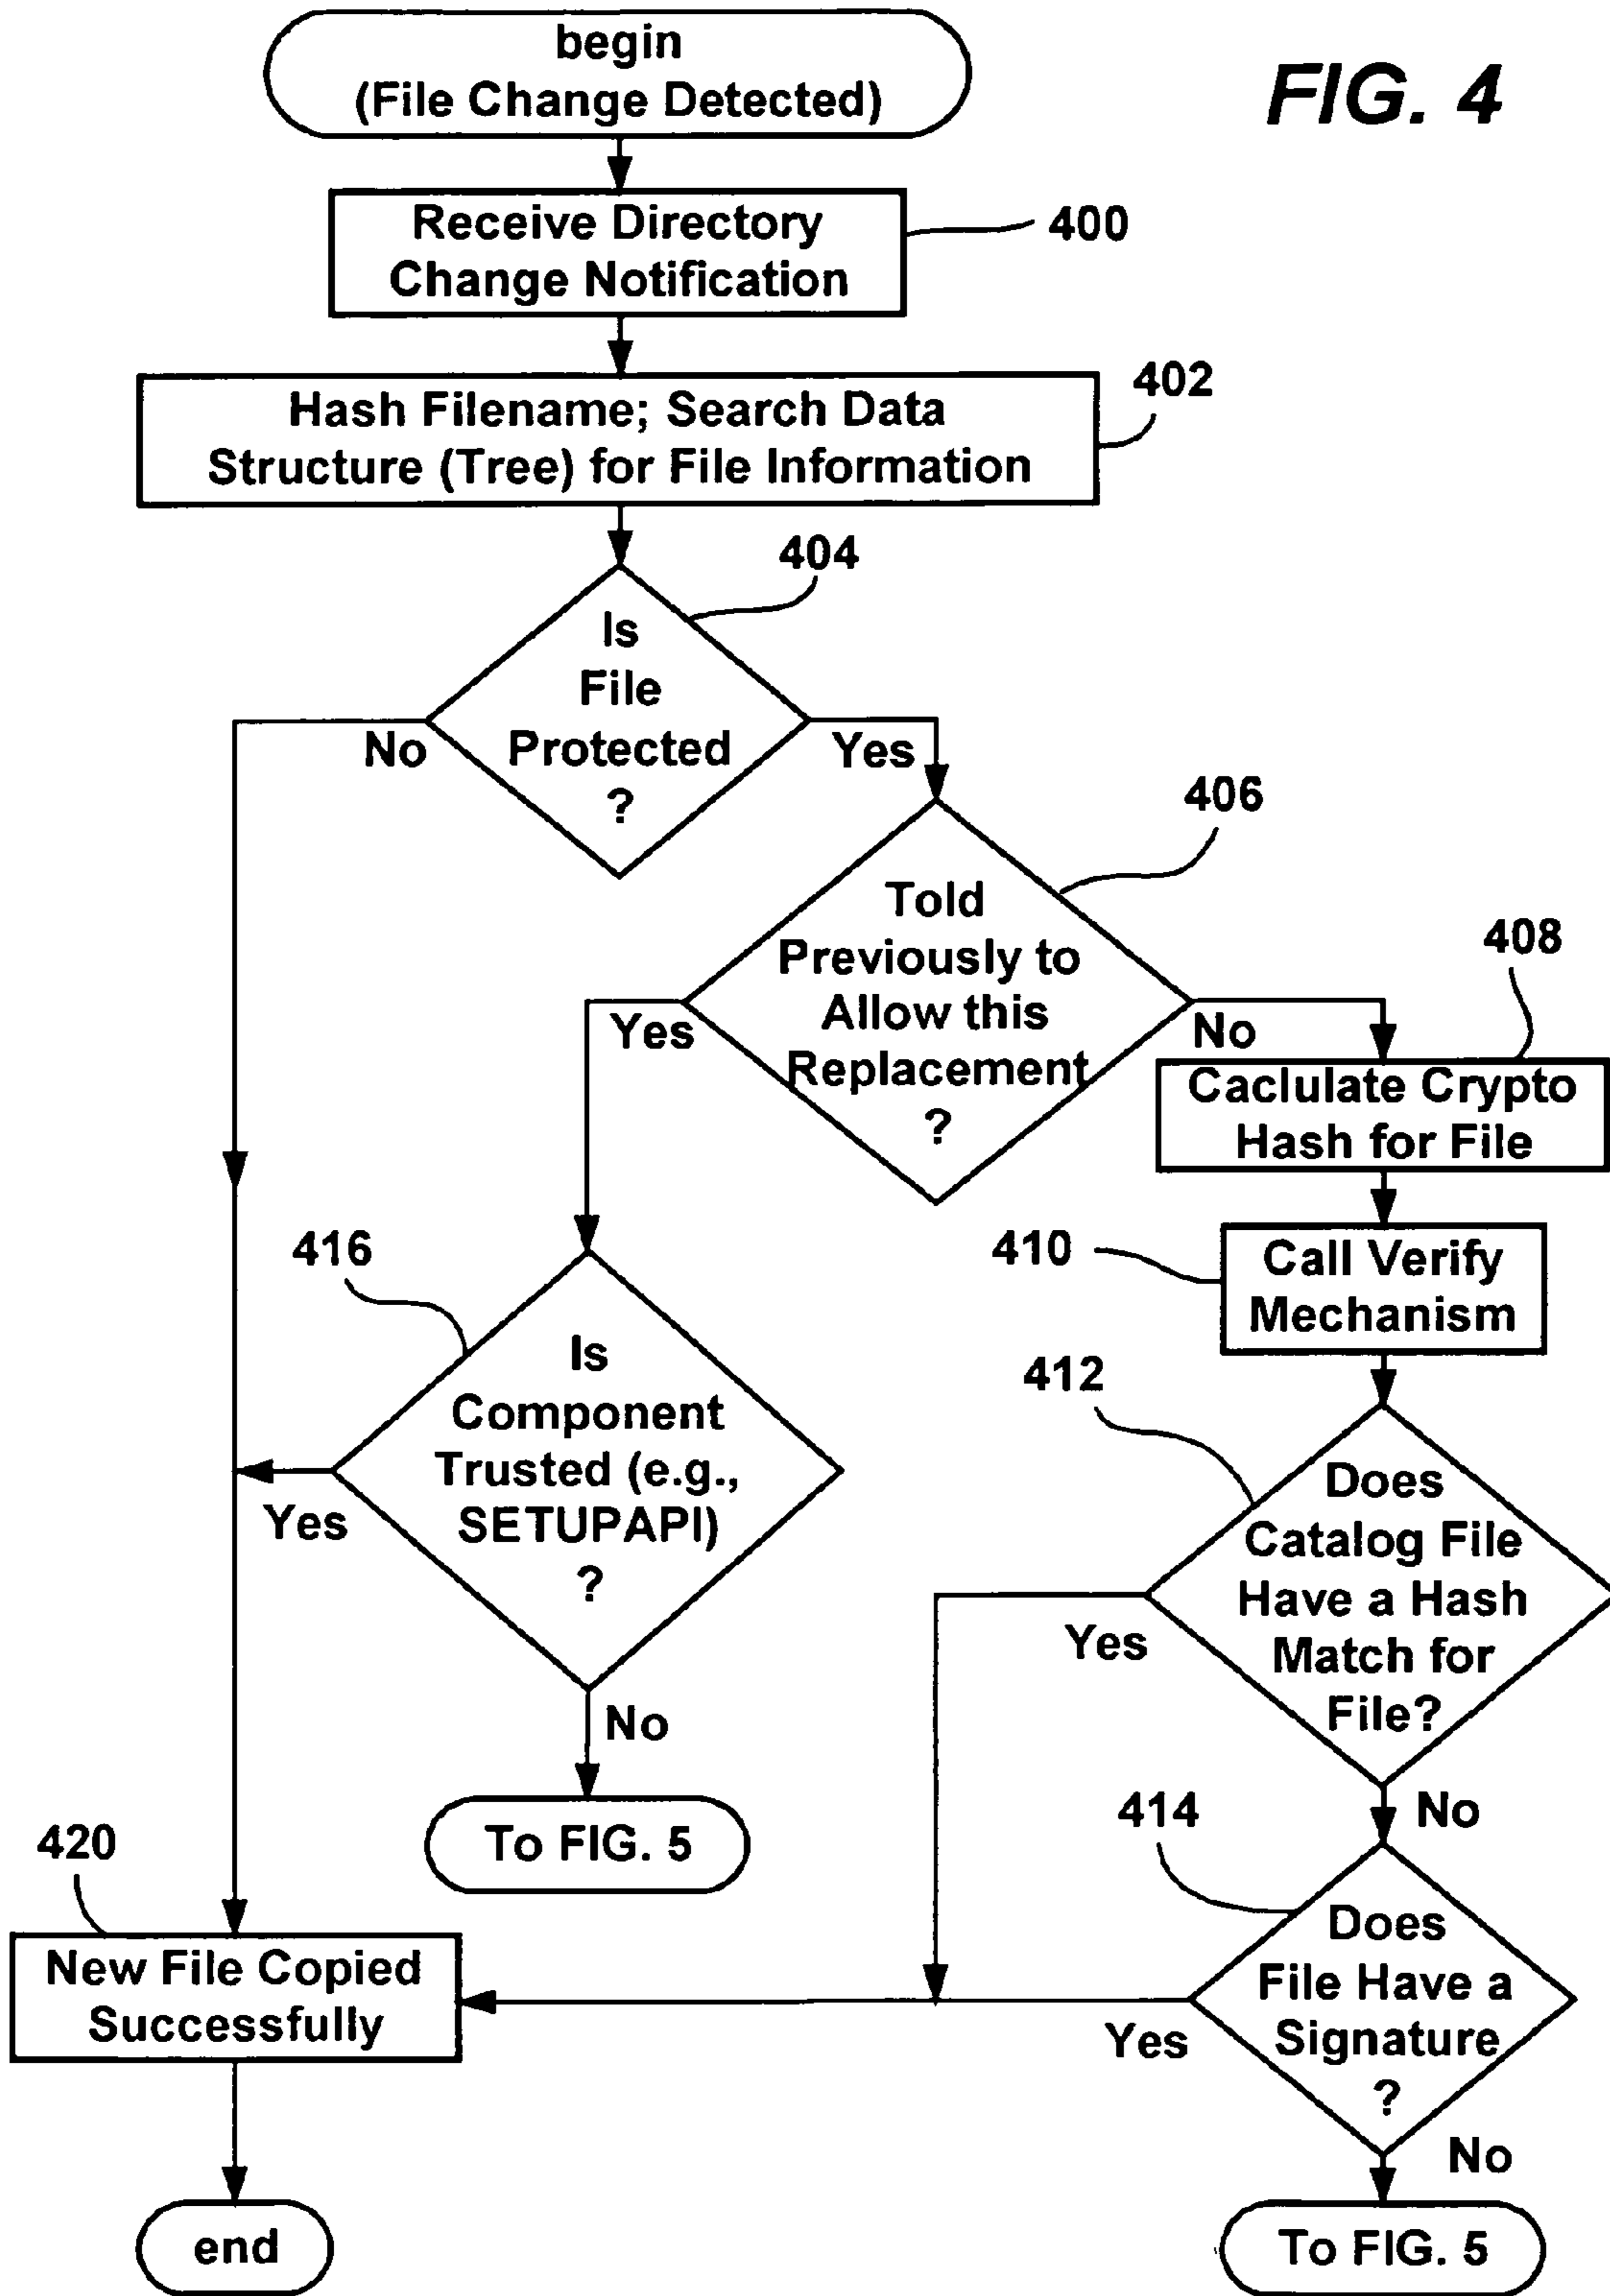 begin
(File Change Detected)
FIG. 4
Receive Directory
Change Notification
400
Hash Filename; Search Data
Structure (Tree) for File Information
402
404
Is
File
Protected
?
No
Yes
406
Told
Previously to
Allow this
Replacement
?
Yes
No
408
Caclulate Crypto
Hash for File
410
Call Verify
Mechanism
416
Is
Component
Trusted (e.g.,
SETUPAPI)
?
Yes
No
To FIG. 5
412
Does
Catalog File
Have a Hash
Match for
File?
Yes
No
414
Does
File Have a
Signature
?
Yes
No
To FIG. 5
420
New File Copied
Successfully
end